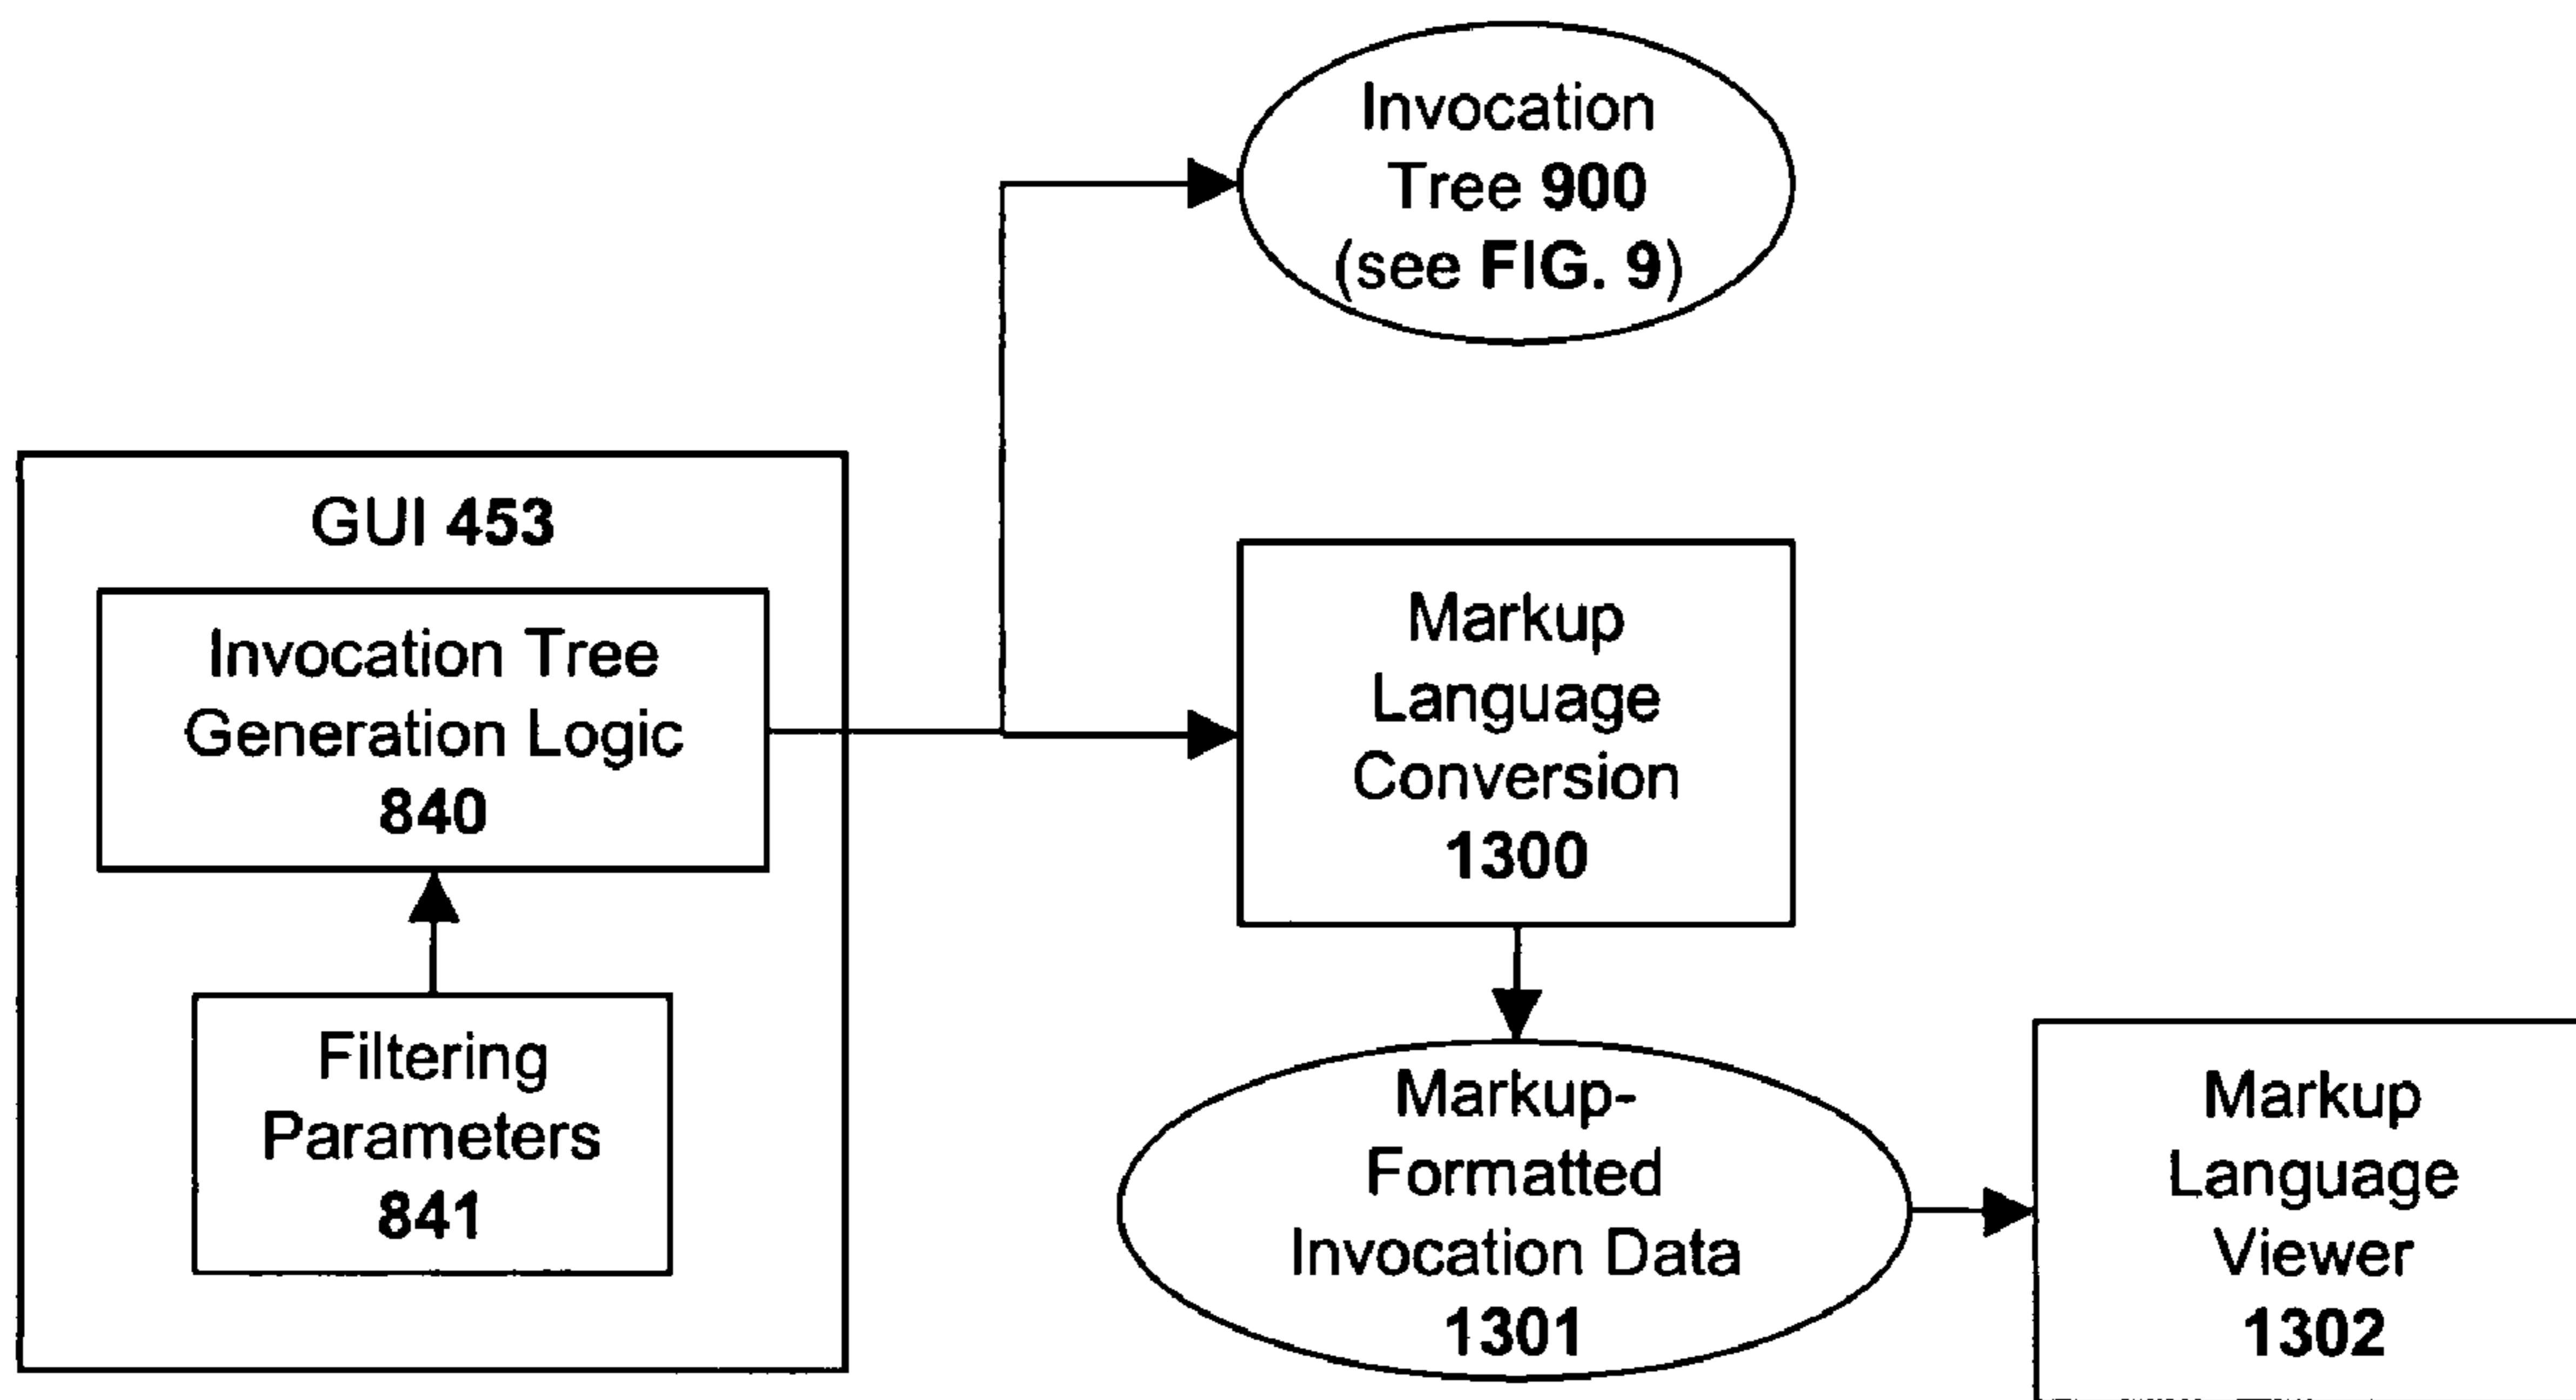 Invocation
Tree 900
(see FIG. 9)
GUI 453
Invocation Tree
Generation Logic
840
Filtering
Parameters
841
Markup
Language
Conversion
1300
Markup-
Formatted
Invocation Data
1301
Markup
Language
Viewer
1302